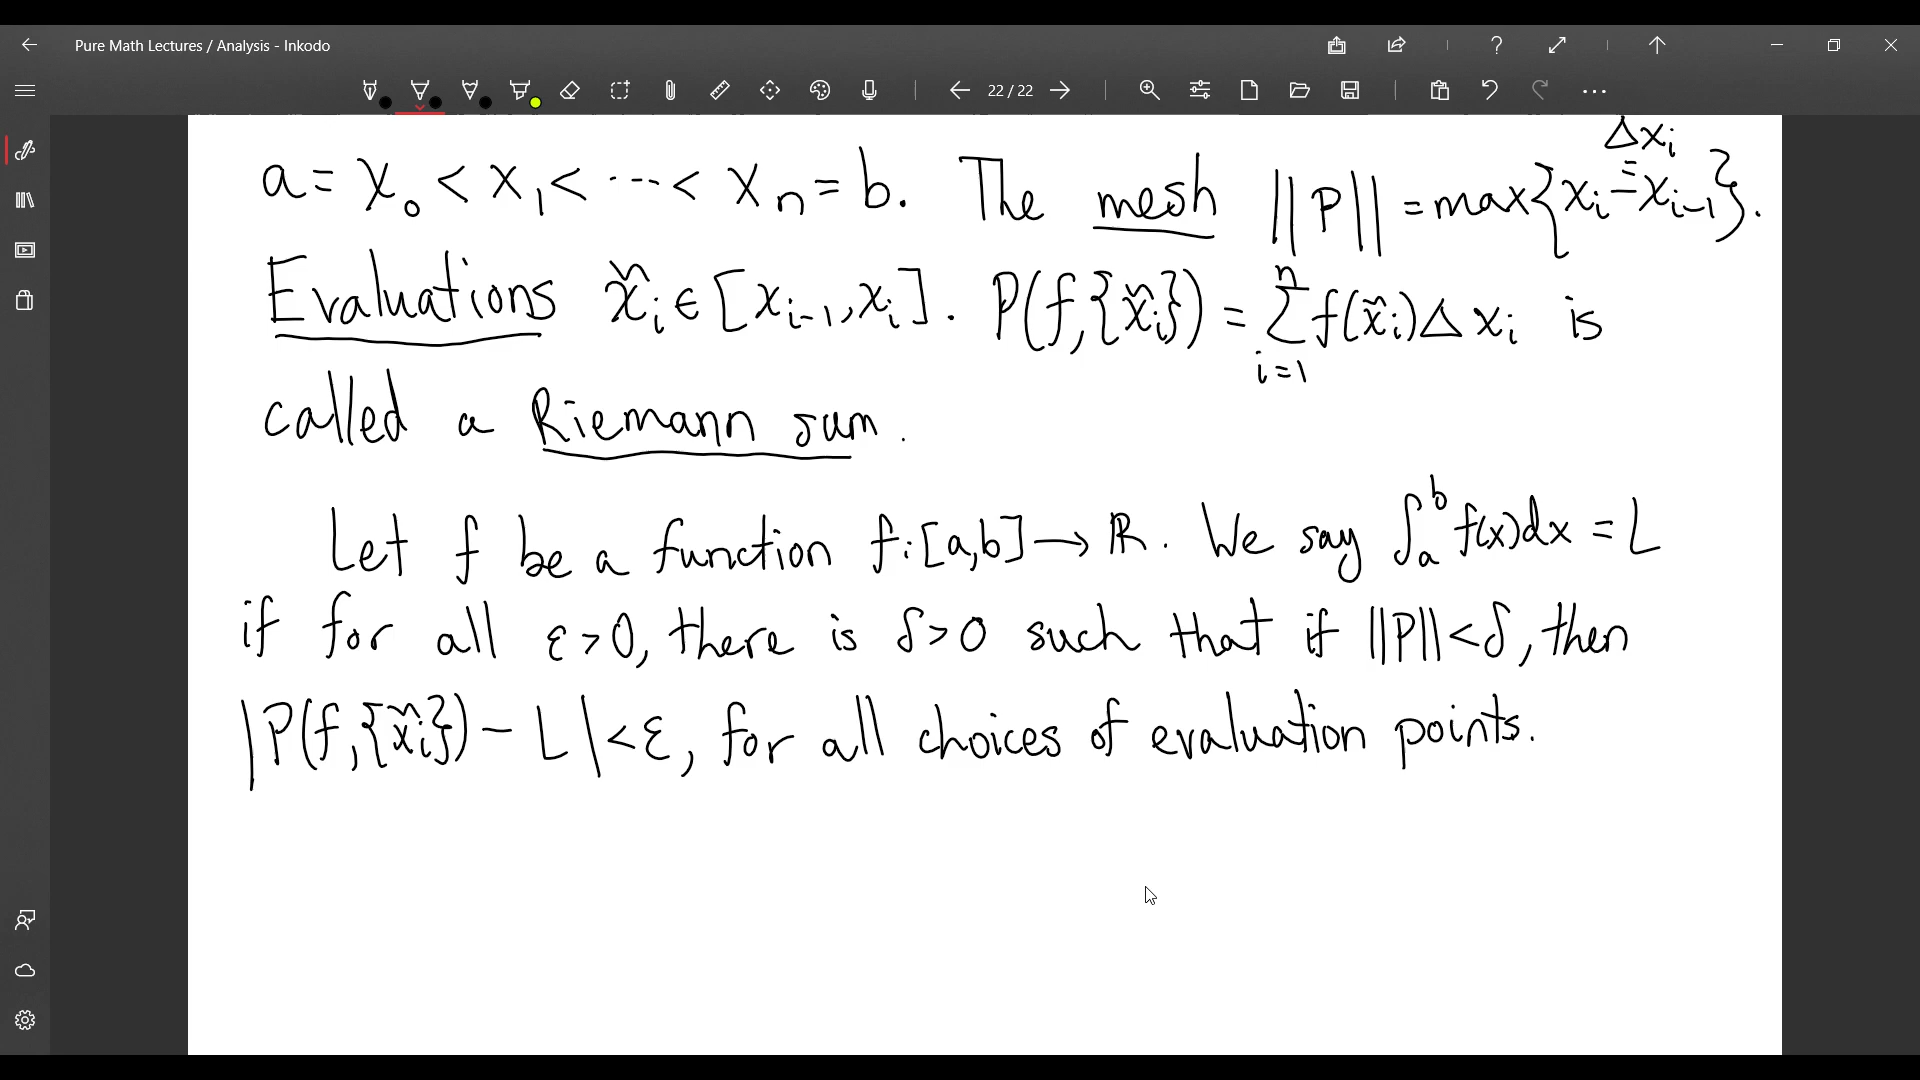 Pure Math Lectures / Analysis - Inkodo
22 / 22
Δxᵢ
a = x₀ < x₁ < ⋯ < xₙ = b. The mesh ||P|| = max{xᵢ - xᵢ₋₁}.
Evaluations x̃ᵢ ∈ [xᵢ₋₁, xᵢ]. P(f, {x̃ᵢ}) = ∑ᵢ₌₁ⁿ f(x̃ᵢ)Δxᵢ is
called a Riemann sum.
Let f be a function f: [a,b] → ℝ. We say ∫ₐᵇ f(x)dx = L
if for all ε > 0, there is δ > 0 such that if ||P|| < δ, then
|P(f, {x̃ᵢ}) - L| < ε, for all choices of evaluation points.